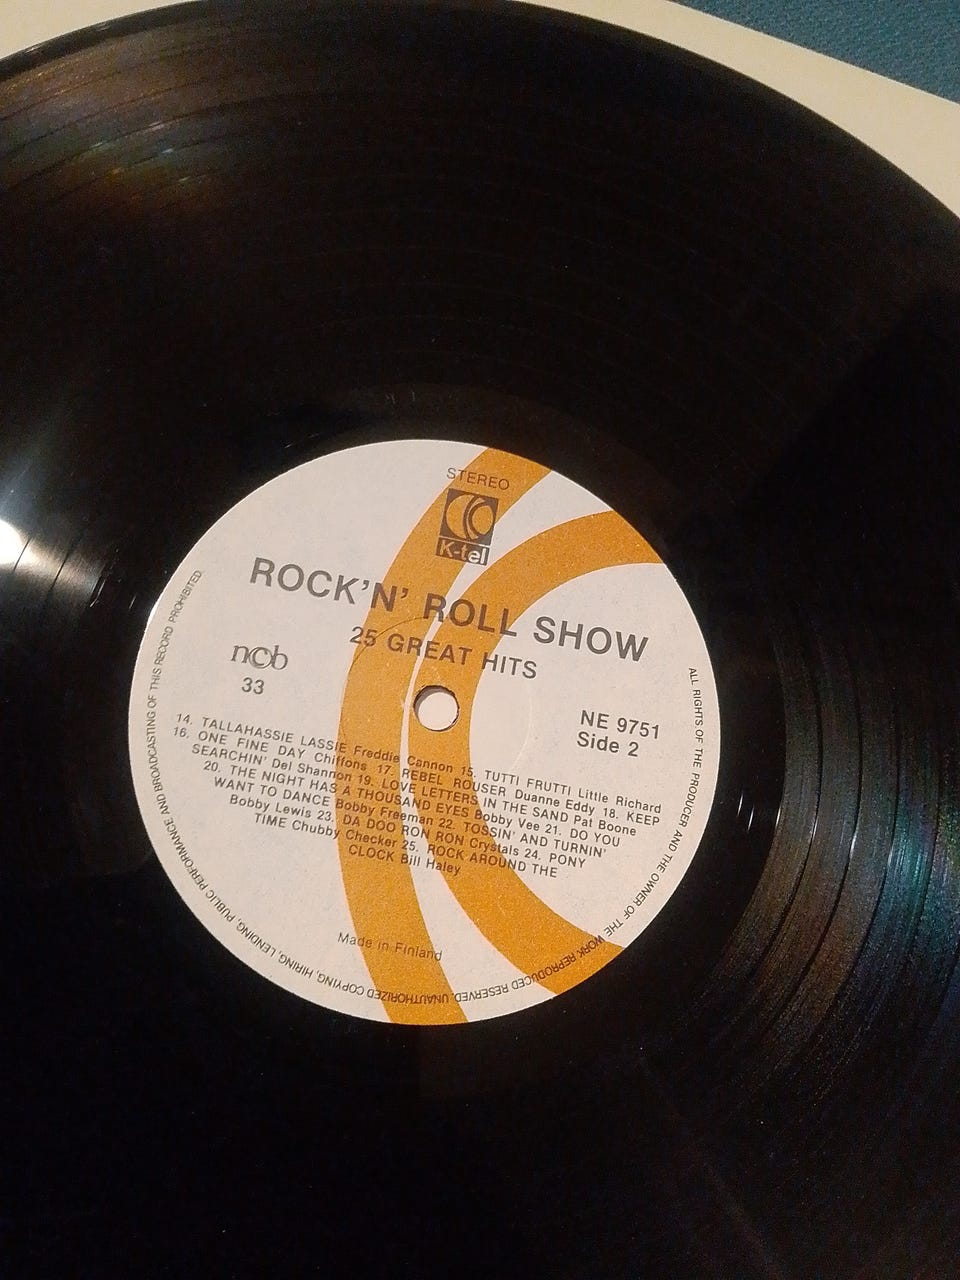 STEREO
K-tel
ROCK'N' ROLL SHOW
25 GREAT HITS
ncb
33
NE 9751
Side 2
14. TALLAHASSIE LASSIE Freddie Cannon 15. TUTTI FRUTTI Little Richard
16. ONE FINE DAY Chiffons 17. REBEL ROUSER Duanne Eddy 18. KEEP
SEARCHIN' Del Shannon 19. LOVE LETTERS IN THE SAND Pat Boone
20. THE NIGHT HAS A THOUSAND EYES Bobby Vee 21. DO YOU
WANT TO DANCE Bobby Freeman 22. TOSSIN' AND TURNIN'
Bobby Lewis 23. DA DOO RON RON Crystals 24. PONY
TIME Chubby Checker 25. ROCK AROUND THE
CLOCK Bill Haley
Made in Finland
ALL RIGHTS OF THE PRODUCER AND THE OWNER OF THE WORK REPRODUCED RESERVED. UNAUTHORIZED COPYING, HIRING, LENDING, PUBLIC PERFORMANCE AND BROADCASTING OF THIS RECORD PROHIBITED.